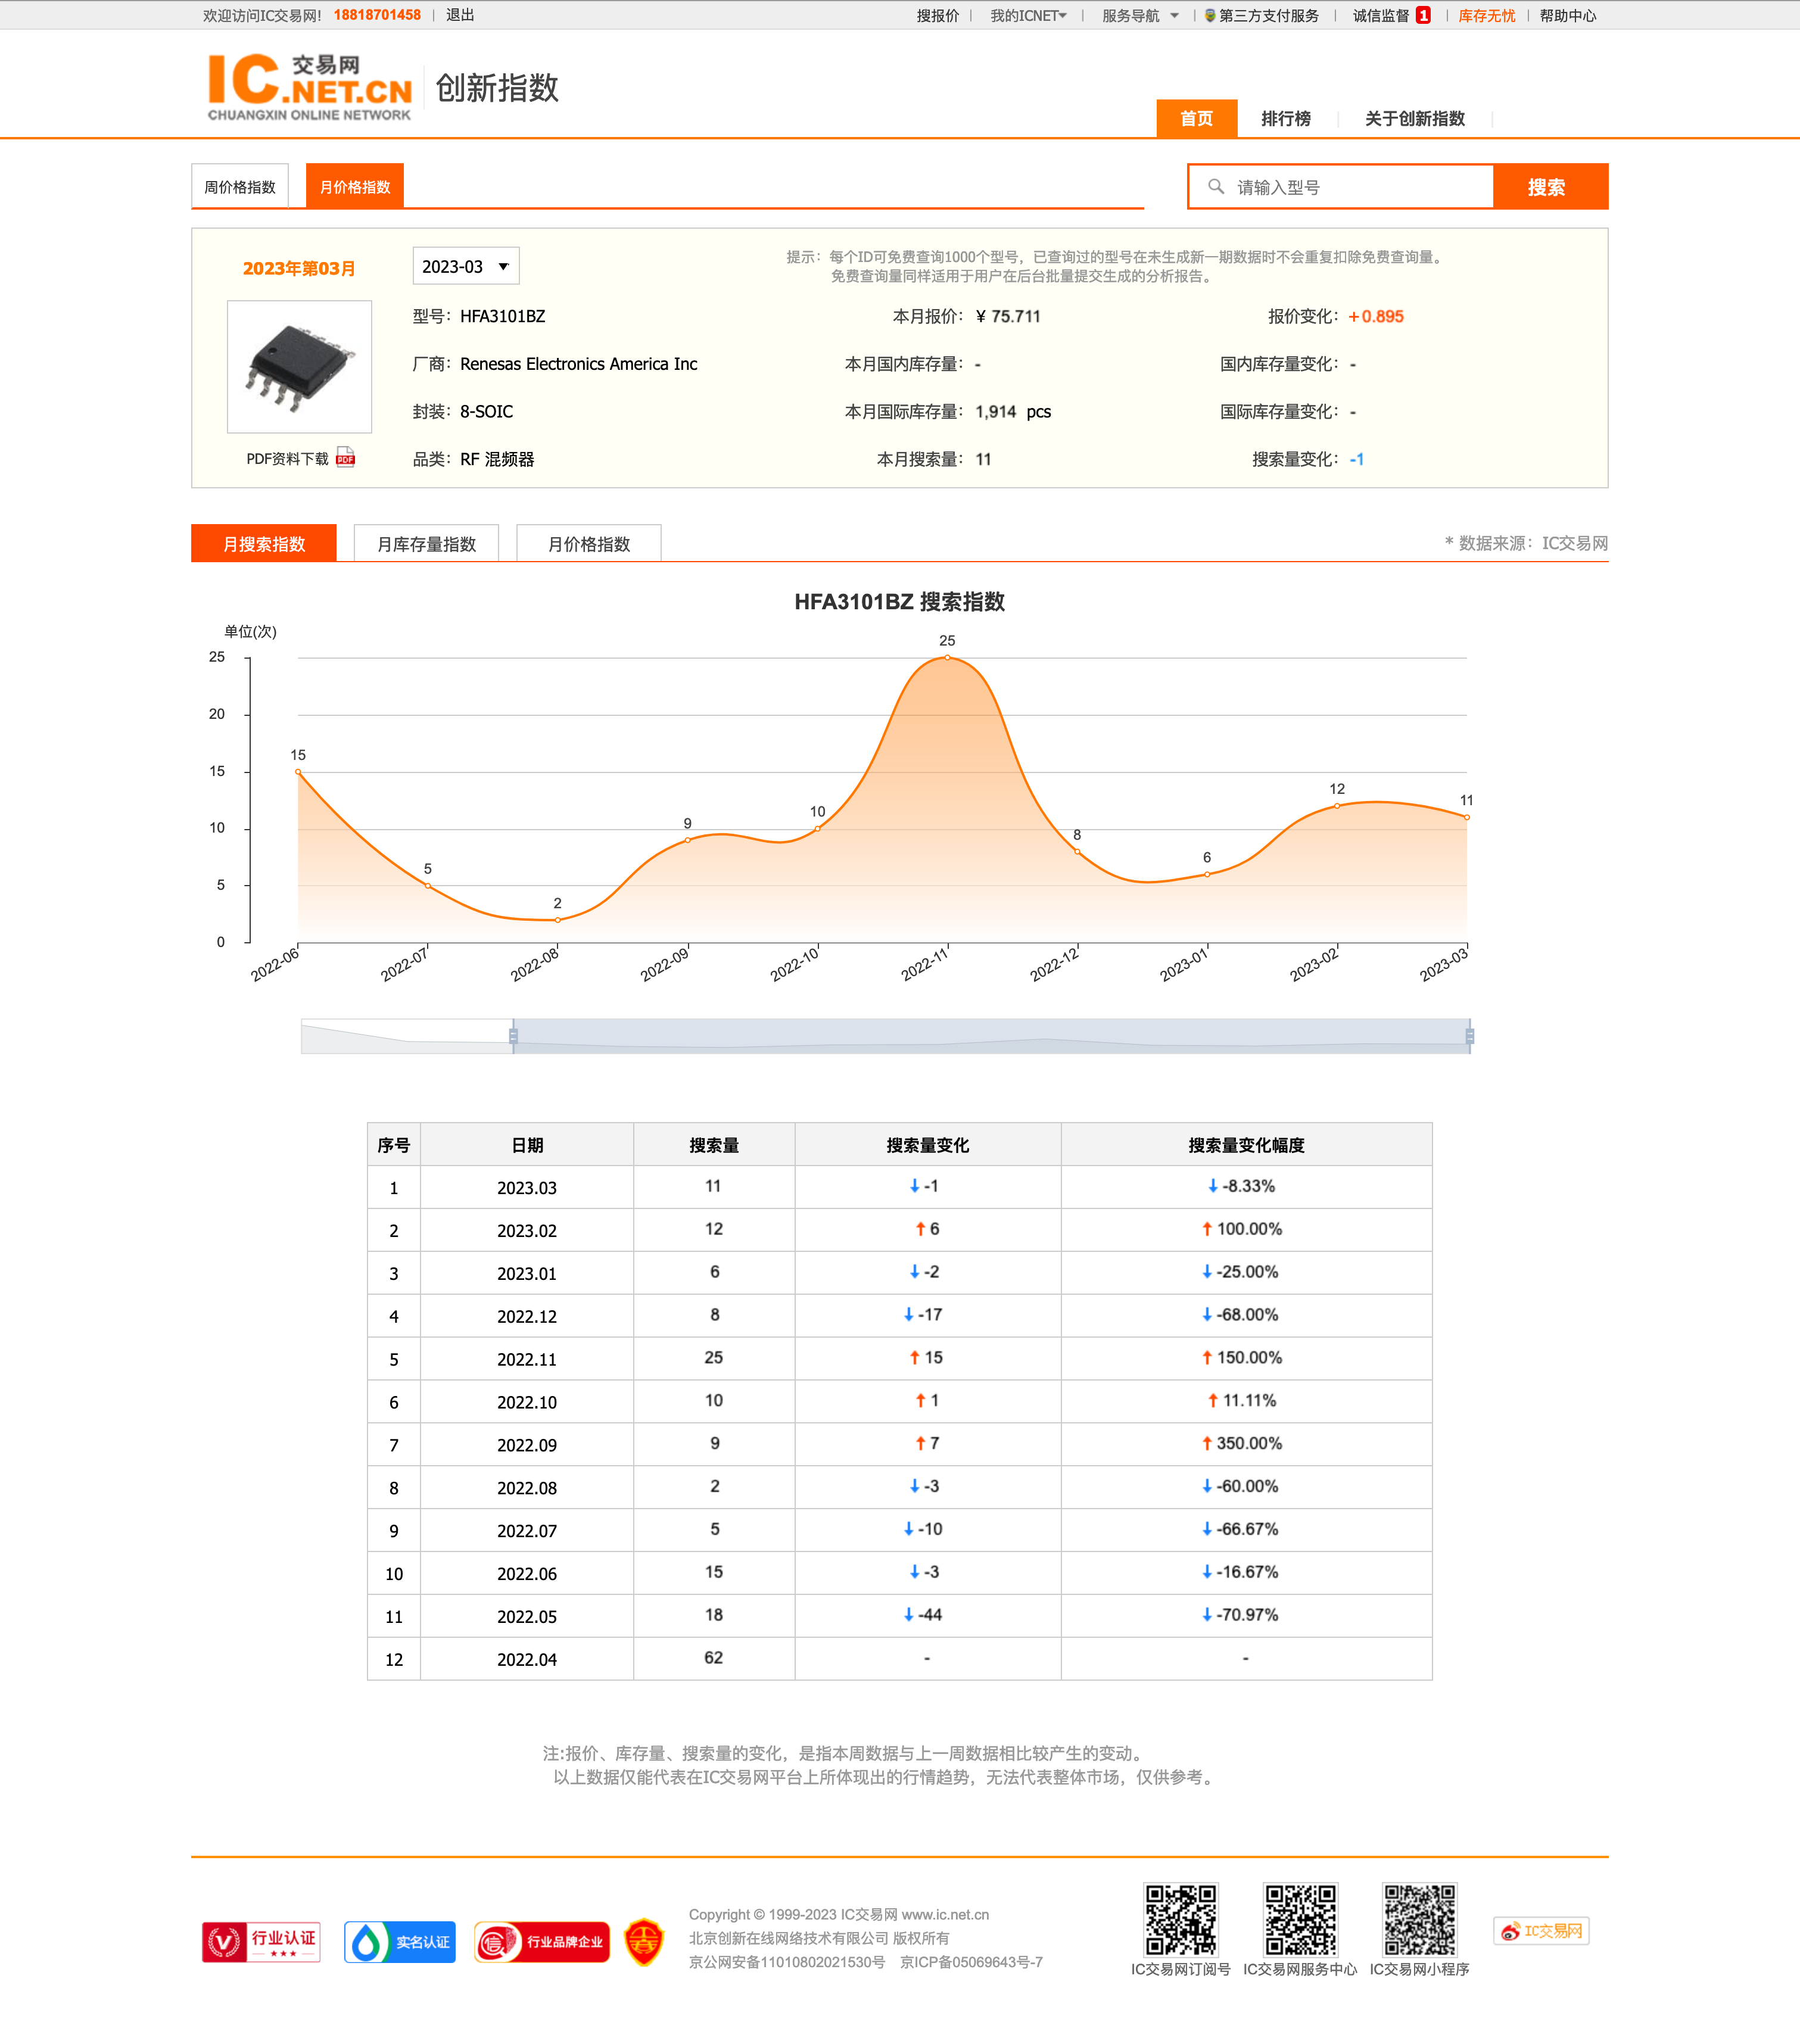 欢迎访问IC交易网! 18818701458 | 退出
搜报价 | 我的ICNET | 服务导航 | 第三方支付服务 | 诚信监督 1 | 库存无忧 | 帮助中心
IC.NET.CN 交易网
CHUANGXIN ONLINE NETWORK
创新指数
首页 排行榜 关于创新指数
周价格指数 月价格指数
请输入型号 搜索
2023年第03月
2023-03
提示：每个ID可免费查询1000个型号，已查询过的型号在未生成新一期数据时不会重复扣除免费查询量。
免费查询量同样适用于用户在后台批量提交生成的分析报告。
型号：HFA3101BZ 本月报价：¥ 75.711 报价变化：+0.895
厂商：Renesas Electronics America Inc 本月国内库存量：- 国内库存量变化：-
封装：8-SOIC 本月国际库存量：1,914 pcs 国际库存量变化：-
PDF资料下载 PDF
品类：RF 混频器 本月搜索量：11 搜索量变化：-1
月搜索指数 月库存量指数 月价格指数 * 数据来源：IC交易网
HFA3101BZ 搜索指数
单位(次)
25
20
15
10
5
0
15 5 2 9 10 25 8 6 12 11
2022-06 2022-07 2022-08 2022-09 2022-10 2022-11 2022-12 2023-01 2023-02 2023-03
序号 日期 搜索量 搜索量变化 搜索量变化幅度
1 2023.03 11 ↓-1 ↓-8.33%
2 2023.02 12 ↑6 ↑100.00%
3 2023.01 6 ↓-2 ↓-25.00%
4 2022.12 8 ↓-17 ↓-68.00%
5 2022.11 25 ↑15 ↑150.00%
6 2022.10 10 ↑1 ↑11.11%
7 2022.09 9 ↑7 ↑350.00%
8 2022.08 2 ↓-3 ↓-60.00%
9 2022.07 5 ↓-10 ↓-66.67%
10 2022.06 15 ↓-3 ↓-16.67%
11 2022.05 18 ↓-44 ↓-70.97%
12 2022.04 62 - -
注:报价、库存量、搜索量的变化，是指本周数据与上一周数据相比较产生的变动。
以上数据仅能代表在IC交易网平台上所体现出的行情趋势，无法代表整体市场，仅供参考。
行业认证
实名认证
信 行业品牌企业
Copyright © 1999-2023 IC交易网 www.ic.net.cn
北京创新在线网络技术有限公司 版权所有
京公网安备11010802021530号 京ICP备05069643号-7
IC交易网订阅号 IC交易网服务中心 IC交易网小程序
IC交易网